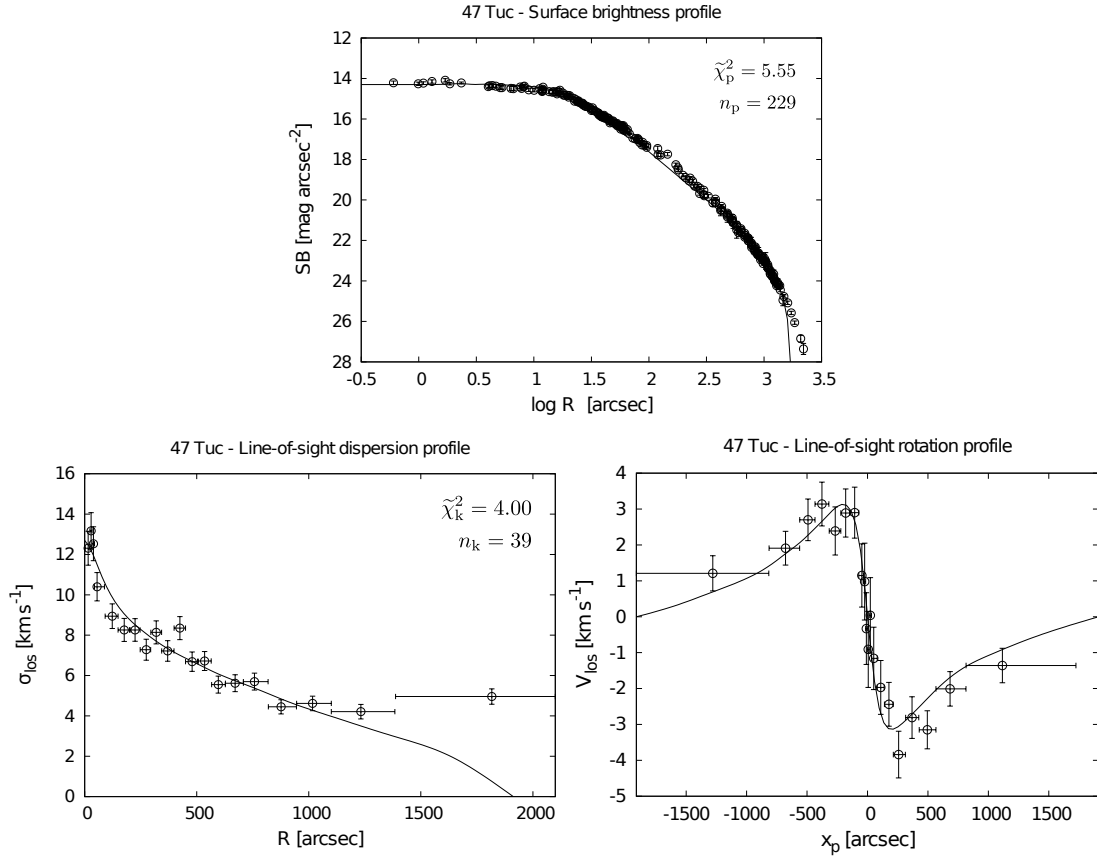 47 Tuc - Surface brightness profile
12
14
16
18
20
22
24
26
28
SB [mag arcsec⁻²]
χ̃²ₚ = 5.55
nₚ = 229
-0.5 0 0.5 1 1.5 2 2.5 3 3.5
log R [arcsec]
47 Tuc - Line-of-sight dispersion profile
16
14
12
10
8
6
4
2
0
σ_los [km s⁻¹]
χ̃²ₖ = 4.00
nₖ = 39
0 500 1000 1500 2000
R [arcsec]
47 Tuc - Line-of-sight rotation profile
4
3
2
1
0
-1
-2
-3
-4
-5
V_los [km s⁻¹]
-1500 -1000 -500 0 500 1000 1500
xₚ [arcsec]